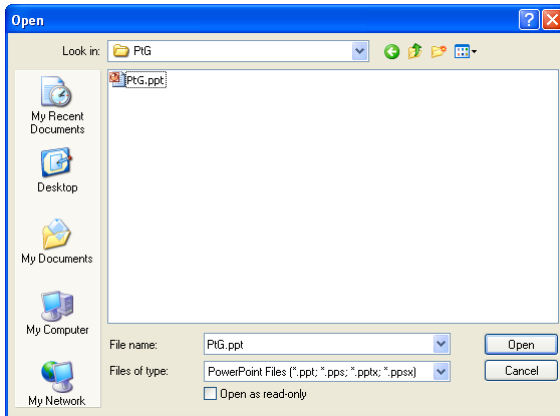 Open
Look in:
PtG
PtG.ppt
My Recent
Documents
Desktop
My Documents
My Computer
My Network
File name:
PtG.ppt
Open
Files of type:
PowerPoint Files (*.ppt; *.pps; *.pptx; *.ppsx)
Cancel
Open as read-only